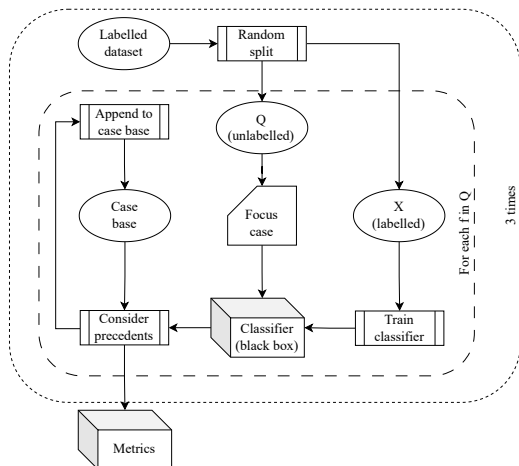 Labelled
dataset
Random
split
Append to
case base
Q
(unlabelled)
Case
base
Focus
case
X
(labelled)
For each f in Q
3 times
Consider
precedents
Classifier
(black box)
Train
classifier
Metrics